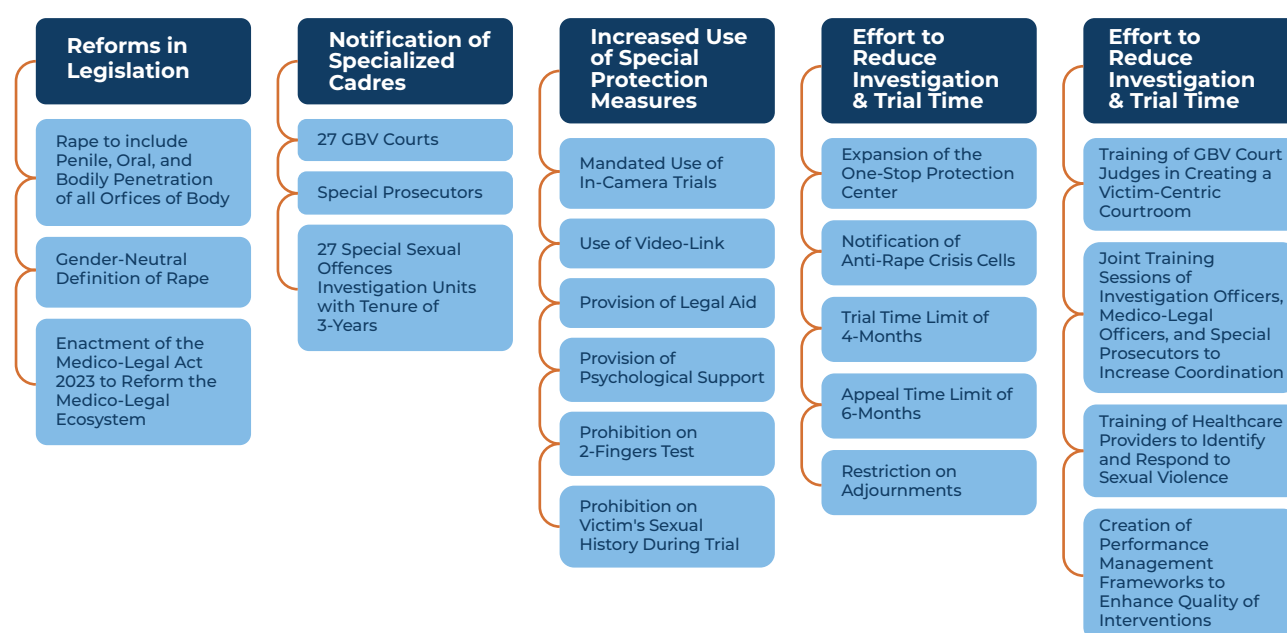 Reforms in
Legislation
Rape to include
Penile, Oral, and
Bodily Penetration
of all Orfices of Body
Gender-Neutral
Definition of Rape
Enactment of the
Medico-Legal Act
2023 to Reform the
Medico-Legal
Ecosystem
Notification of
Specialized
Cadres
27 GBV Courts
Special Prosecutors
27 Special Sexual
Offences
Investigation Units
with Tenure of
3-Years
Increased Use
of Special
Protection
Measures
Mandated Use of
In-Camera Trials
Use of Video-Link
Provision of Legal Aid
Provision of
Psychological Support
Prohibition on
2-Fingers Test
Prohibition on
Victim's Sexual
History During Trial
Effort to
Reduce
Investigation
& Trial Time
Expansion of the
One-Stop Protection
Center
Notification of
Anti-Rape Crisis Cells
Trial Time Limit of
4-Months
Appeal Time Limit of
6-Months
Restriction on
Adjournments
Effort to
Reduce
Investigation
& Trial Time
Training of GBV Court
Judges in Creating a
Victim-Centric
Courtroom
Joint Training
Sessions of
Investigation Officers,
Medico-Legal
Officers, and Special
Prosecutors to
Increase Coordination
Training of Healthcare
Providers to Identify
and Respond to
Sexual Violence
Creation of
Performance
Management
Frameworks to
Enhance Quality of
Interventions